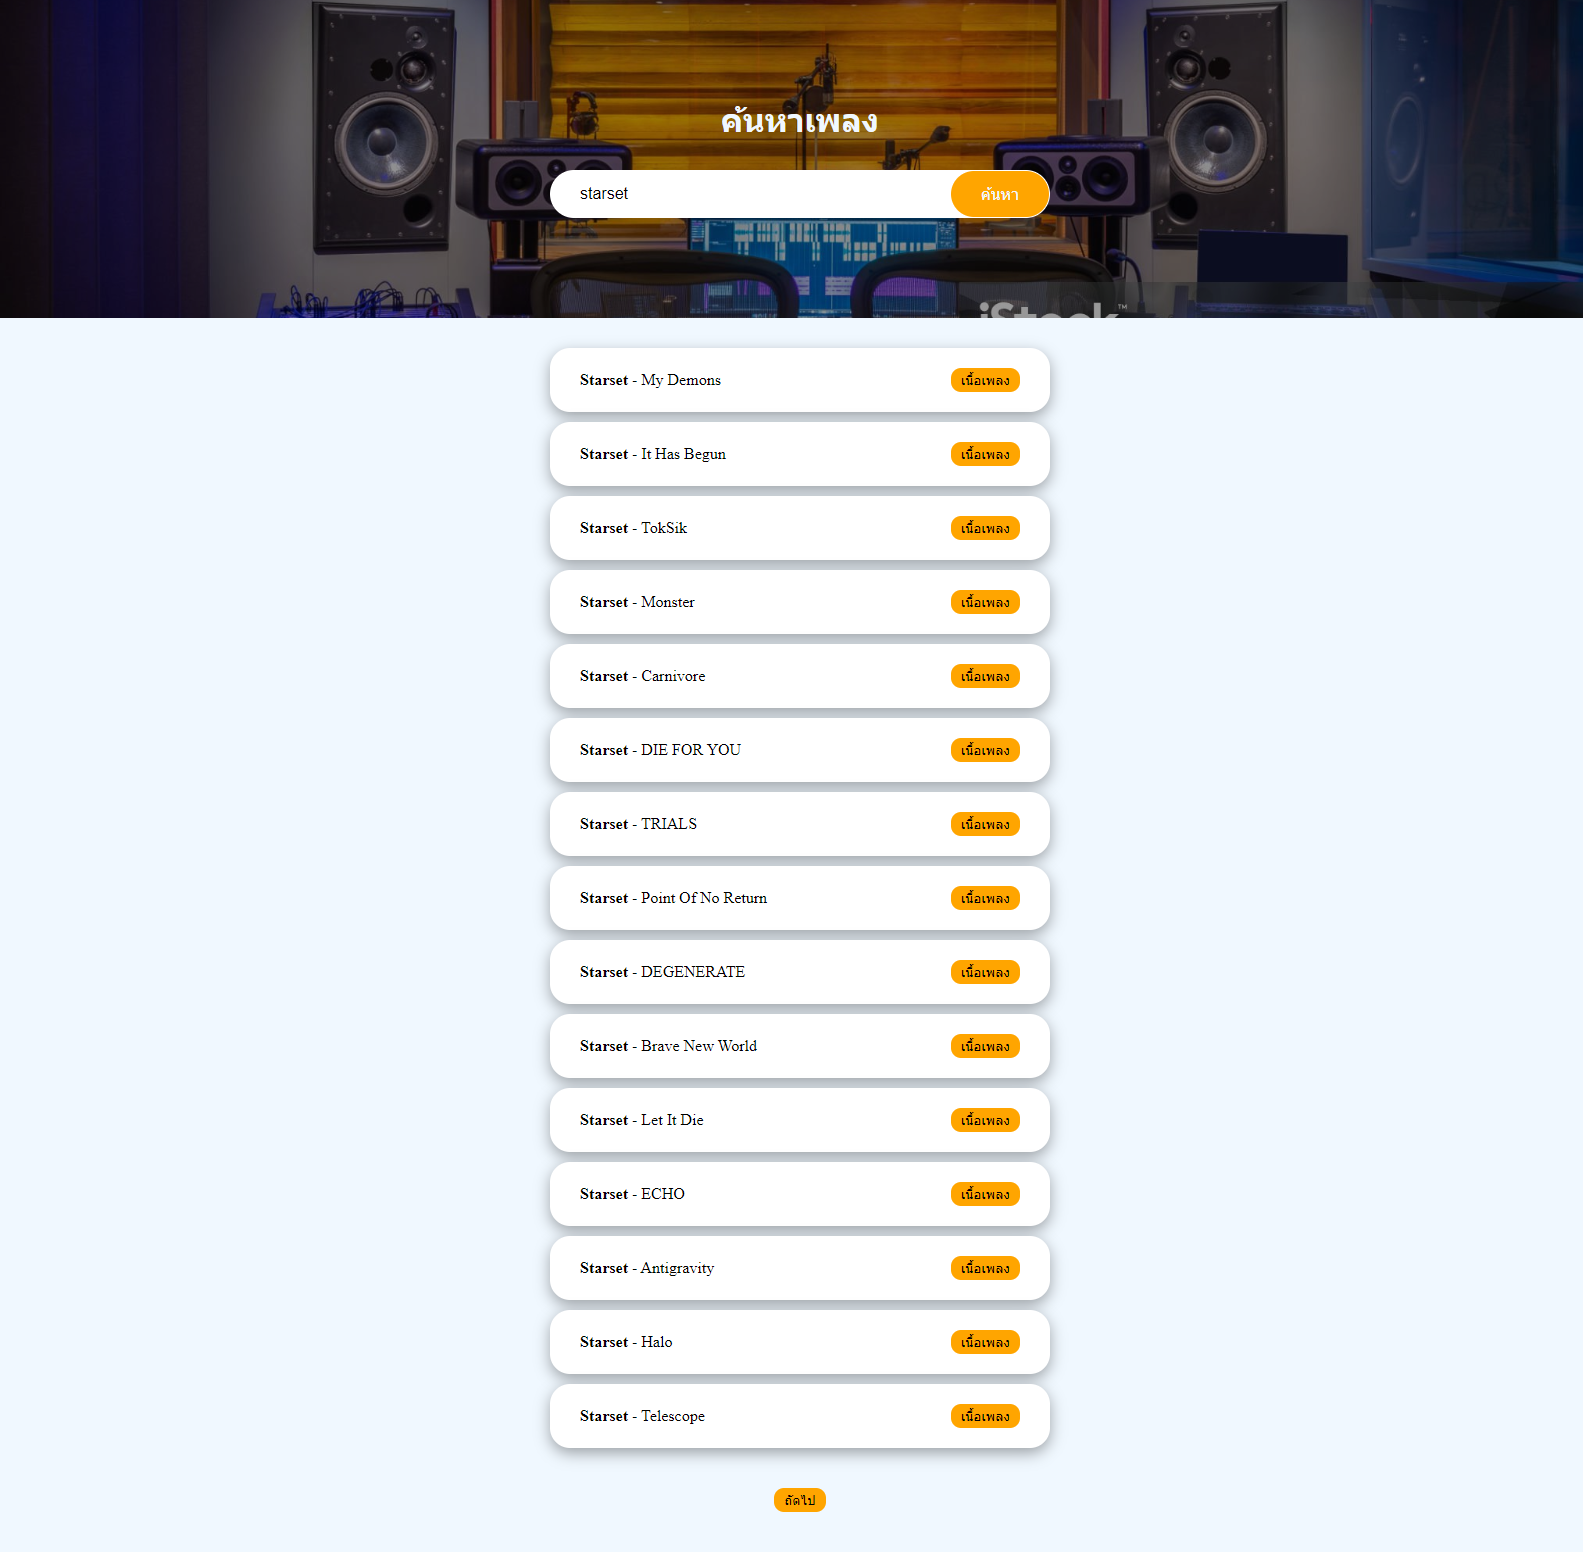 ค้นหาเพลง
starset ค้นหา
iStock™
Starset - My Demons เนื้อเพลง
Starset - It Has Begun เนื้อเพลง
Starset - TokSik เนื้อเพลง
Starset - Monster เนื้อเพลง
Starset - Carnivore เนื้อเพลง
Starset - DIE FOR YOU เนื้อเพลง
Starset - TRIALS เนื้อเพลง
Starset - Point Of No Return เนื้อเพลง
Starset - DEGENERATE เนื้อเพลง
Starset - Brave New World เนื้อเพลง
Starset - Let It Die เนื้อเพลง
Starset - ECHO เนื้อเพลง
Starset - Antigravity เนื้อเพลง
Starset - Halo เนื้อเพลง
Starset - Telescope เนื้อเพลง
ถัดไป